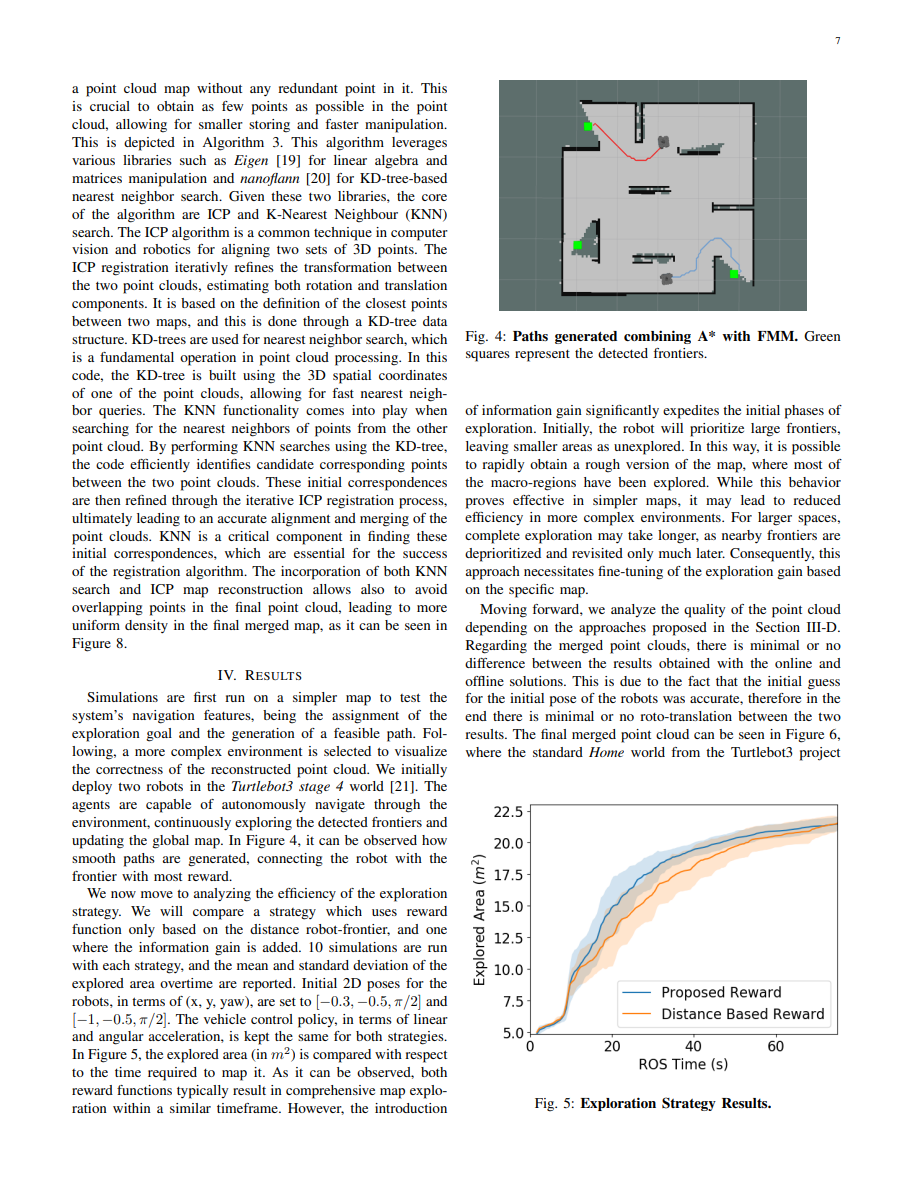 7
a point cloud map without any redundant point in it. This
is crucial to obtain as few points as possible in the point
cloud, allowing for smaller storing and faster manipulation.
This is depicted in Algorithm 3. This algorithm leverages
various libraries such as Eigen [19] for linear algebra and
matrices manipulation and nanoflann [20] for KD-tree-based
nearest neighbor search. Given these two libraries, the core
of the algorithm are ICP and K-Nearest Neighbour (KNN)
search. The ICP algorithm is a common technique in computer
vision and robotics for aligning two sets of 3D points. The
ICP registration iterativly refines the transformation between
the two point clouds, estimating both rotation and translation
components. It is based on the definition of the closest points
between two maps, and this is done through a KD-tree data
structure. KD-trees are used for nearest neighbor search, which
is a fundamental operation in point cloud processing. In this
code, the KD-tree is built using the 3D spatial coordinates
of one of the point clouds, allowing for fast nearest neigh-
bor queries. The KNN functionality comes into play when
searching for the nearest neighbors of points from the other
point cloud. By performing KNN searches using the KD-tree,
the code efficiently identifies candidate corresponding points
between the two point clouds. These initial correspondences
are then refined through the iterative ICP registration process,
ultimately leading to an accurate alignment and merging of the
point clouds. KNN is a critical component in finding these
initial correspondences, which are essential for the success
of the registration algorithm. The incorporation of both KNN
search and ICP map reconstruction allows also to avoid
overlapping points in the final point cloud, leading to more
uniform density in the final merged map, as it can be seen in
Figure 8.
IV. RESULTS
Simulations are first run on a simpler map to test the
system's navigation features, being the assignment of the
exploration goal and the generation of a feasible path. Fol-
lowing, a more complex environment is selected to visualize
the correctness of the reconstructed point cloud. We initially
deploy two robots in the Turtlebot3 stage 4 world [21]. The
agents are capable of autonomously navigate through the
environment, continuously exploring the detected frontiers and
updating the global map. In Figure 4, it can be observed how
smooth paths are generated, connecting the robot with the
frontier with most reward.
We now move to analyzing the efficiency of the exploration
strategy. We will compare a strategy which uses reward
function only based on the distance robot-frontier, and one
where the information gain is added. 10 simulations are run
with each strategy, and the mean and standard deviation of the
explored area overtime are reported. Initial 2D poses for the
robots, in terms of (x, y, yaw), are set to [−0.3, −0.5, π/2] and
[−1, −0.5, π/2]. The vehicle control policy, in terms of linear
and angular acceleration, is kept the same for both strategies.
In Figure 5, the explored area (in m²) is compared with respect
to the time required to map it. As it can be observed, both
reward functions typically result in comprehensive map explo-
ration within a similar timeframe. However, the introduction
Fig. 4: Paths generated combining A* with FMM. Green
squares represent the detected frontiers.
of information gain significantly expedites the initial phases of
exploration. Initially, the robot will prioritize large frontiers,
leaving smaller areas as unexplored. In this way, it is possible
to rapidly obtain a rough version of the map, where most of
the macro-regions have been explored. While this behavior
proves effective in simpler maps, it may lead to reduced
efficiency in more complex environments. For larger spaces,
complete exploration may take longer, as nearby frontiers are
deprioritized and revisited only much later. Consequently, this
approach necessitates fine-tuning of the exploration gain based
on the specific map.
Moving forward, we analyze the quality of the point cloud
depending on the approaches proposed in the Section III-D.
Regarding the merged point clouds, there is minimal or no
difference between the results obtained with the online and
offline solutions. This is due to the fact that the initial guess
for the initial pose of the robots was accurate, therefore in the
end there is minimal or no roto-translation between the two
results. The final merged point cloud can be seen in Figure 6,
where the standard Home world from the Turtlebot3 project
22.5
20.0
17.5
15.0
12.5
10.0
7.5
5.0
Explored Area (m²)
Proposed Reward
Distance Based Reward
0 20 40 60
ROS Time (s)
Fig. 5: Exploration Strategy Results.